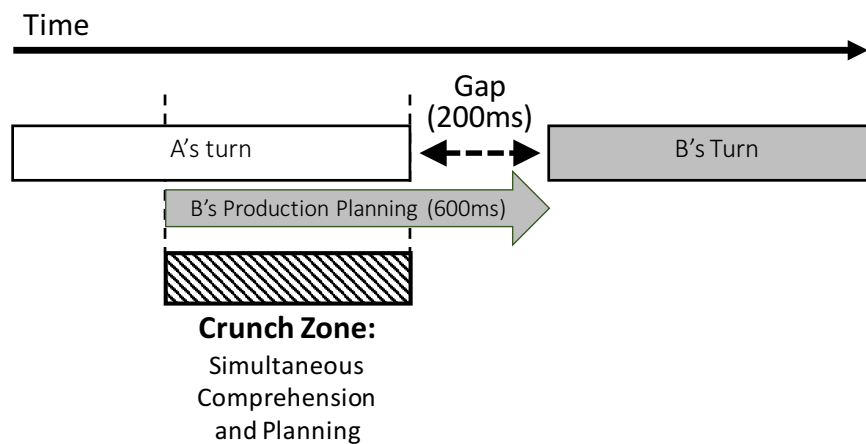 Time
Gap
(200ms)
A's turn
B's Turn
B's Production Planning (600ms)
Crunch Zone:
Simultaneous
Comprehension
and Planning